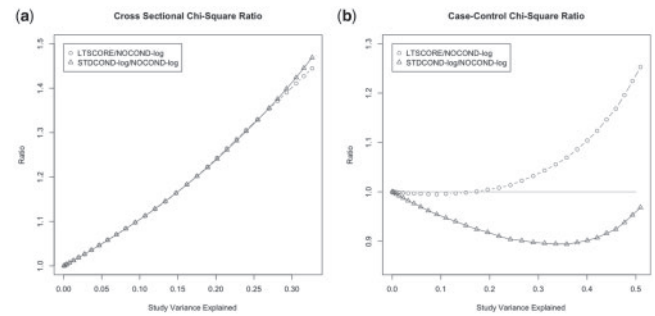 (a)
Cross Sectional Chi-Square Ratio
LTSCORE/NOCOND-log
STDCOND-log/NOCOND-log
Ratio
1.5
1.4
1.3
1.2
1.1
1.0
0.00 0.05 0.10 0.15 0.20 0.25 0.30
Study Variance Explained
(b)
Case-Control Chi-Square Ratio
LTSCORE/NOCOND-log
STDCOND-log/NOCOND-log
Ratio
1.3
1.2
1.1
1.0
0.9
0.0 0.1 0.2 0.3 0.4 0.5
Study Variance Explained